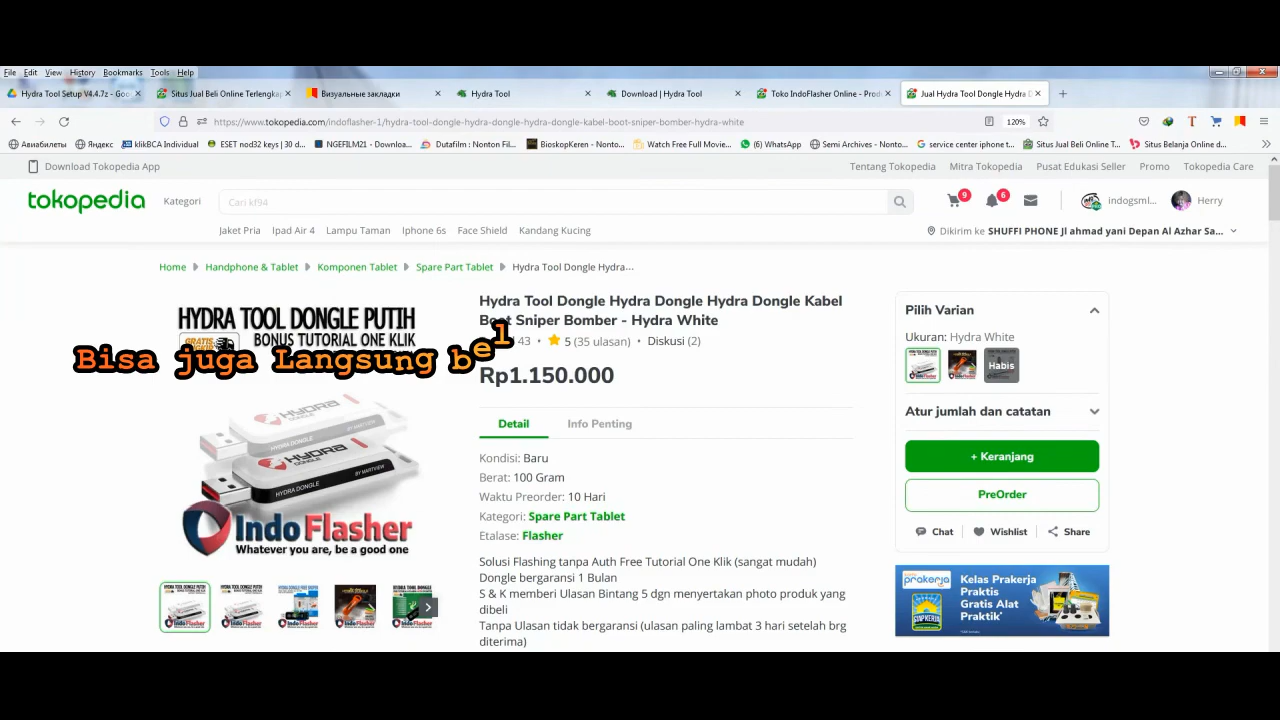 File Edit View History Bookmarks Tools Help
Hydra Tool Setup V4.4.7z - Goo
Situs Jual Beli Online Terlengkap
Визуальные закладки
Hydra Tool
Download | Hydra Tool
Toko IndoFlasher Online - Prod
Jual Hydra Tool Dongle Hydra D
https://www.tokopedia.com/indoflasher-1/hydra-tool-dongle-hydra-dongle-hydra-dongle-kabel-boot-sniper-bomber-hydra-white
120%
Авиабилеты Яндекс klikBCA Individual ESET nod32 keys | 30 d... NGEFILM21 - Downloa... Dutafilm : Nonton Fil... BioskopKeren - Nonto... Watch Free Full Movie... (6) WhatsApp Semi Archives - Nonto... service center iphone t... Situs Jual Beli Online T... Situs Belanja Online d...
Download Tokopedia App
Tentang Tokopedia Mitra Tokopedia Pusat Edukasi Seller Promo Tokopedia Care
tokopedia
Kategori
Cari kf94
9
6
indogsml...
Herry
Jaket Pria Ipad Air 4 Lampu Taman Iphone 6s Face Shield Kandang Kucing
Dikirim ke SHUFFI PHONE Jl ahmad yani Depan Al Azhar Sa...
Home Handphone & Tablet Komponen Tablet Spare Part Tablet Hydra Tool Dongle Hydra...
HYDRA TOOL DONGLE PUTIH
BONUS TUTORIAL ONE KLIK
GRATIS
Bisa juga Langsung bel
HYDRA
DONGLE
HYDRA DONGLE BY MARTVIEW
IndoFlasher
Whatever you are, be a good one
Hydra Tool Dongle Hydra Dongle Hydra Dongle Kabel
Boot Sniper Bomber - Hydra White
43 • 5 (35 ulasan) • Diskusi (2)
Rp1.150.000
Detail Info Penting
Kondisi: Baru
Berat: 100 Gram
Waktu Preorder: 10 Hari
Kategori: Spare Part Tablet
Etalase: Flasher
Solusi Flashing tanpa Auth Free Tutorial One Klik (sangat mudah)
Dongle bergaransi 1 Bulan
S & K memberi Ulasan Bintang 5 dgn menyertakan photo produk yang
dibeli
Tanpa Ulasan tidak bergaransi (ulasan paling lambat 3 hari setelah brg
diterima)
Pilih Varian
Ukuran: Hydra White
Habis
Atur jumlah dan catatan
+ Keranjang
PreOrder
Chat Wishlist Share
prakerja
Kelas Prakerja
Praktis
Gratis Alat
Praktik*